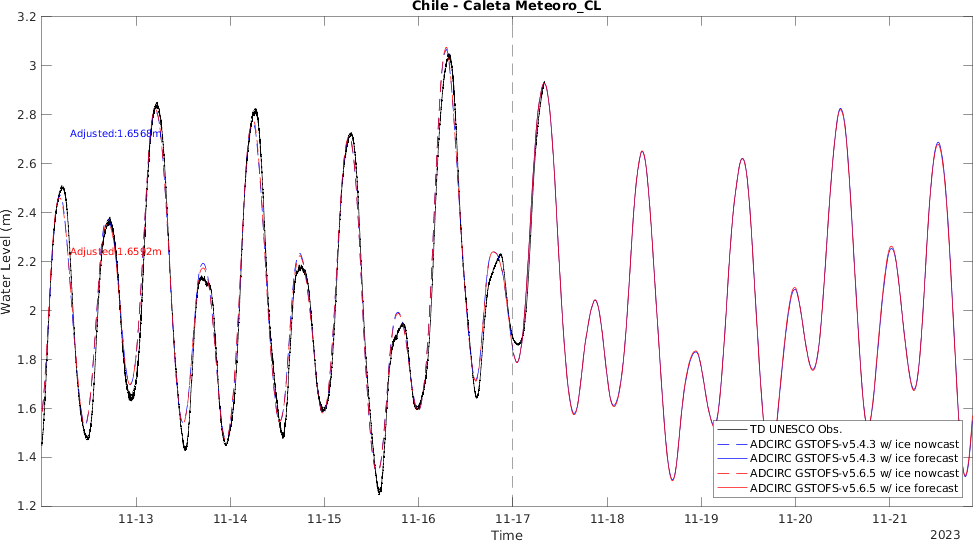 Chile - Caleta Meteoro_CL
3.2
3
2.8
2.6
2.4
2.2
2
1.8
1.6
1.4
1.2
Water Level (m)
Adjusted:1.6568m
Adjusted:1.6592m
TD UNESCO Obs.
ADCIRC GSTOFS-v5.4.3 w/ ice nowcast
ADCIRC GSTOFS-v5.4.3 w/ ice forecast
ADCIRC GSTOFS-v5.6.5 w/ ice nowcast
ADCIRC GSTOFS-v5.6.5 w/ ice forecast
11-13 11-14 11-15 11-16 11-17 11-18 11-19 11-20 11-21
Time
2023